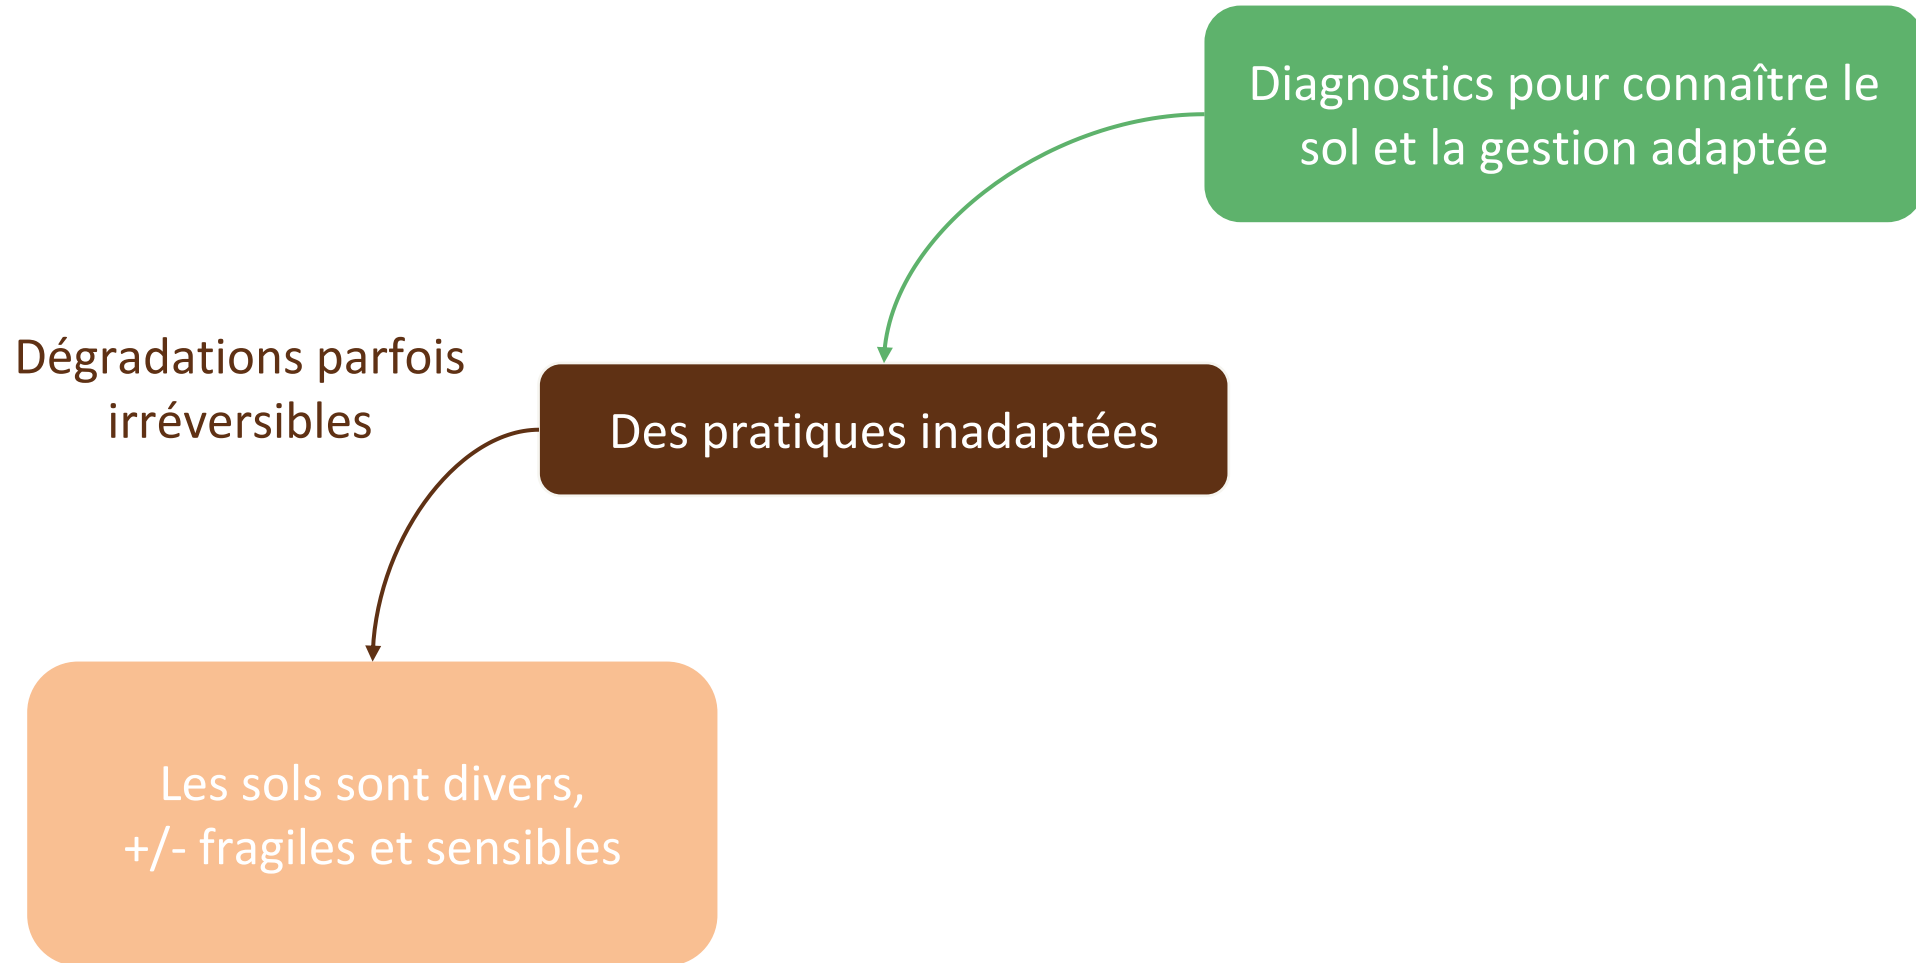 Diagnostics pour connaître le
sol et la gestion adaptée
Dégradations parfois
irréversibles
Des pratiques inadaptées
Les sols sont divers,
+/- fragiles et sensibles